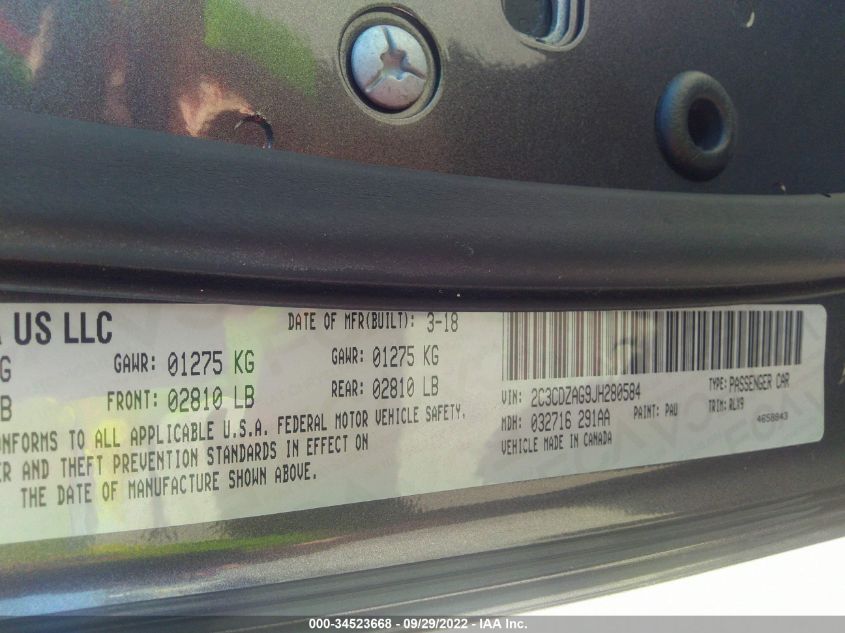 US LLC
DATE OF MFR(BUILT): 3-18
G GAWR: 01275 KG GAWR: 01275 KG
B FRONT: 02810 LB REAR: 02810 LB
ONFORMS TO ALL APPLICABLE U.S.A. FEDERAL MOTOR VEHICLE SAFETY,
ER AND THEFT PREVENTION STANDARDS IN EFFECT ON
THE DATE OF MANUFACTURE SHOWN ABOVE.
VIN: 2C3CDZAG9JH280584 TYPE: PASSENGER CAR
MDH: 032716 291AA PAINT: PAU TRIM: RLX9
VEHICLE MADE IN CANADA 4658843
000-34523668 - 09/29/2022 - IAA Inc.